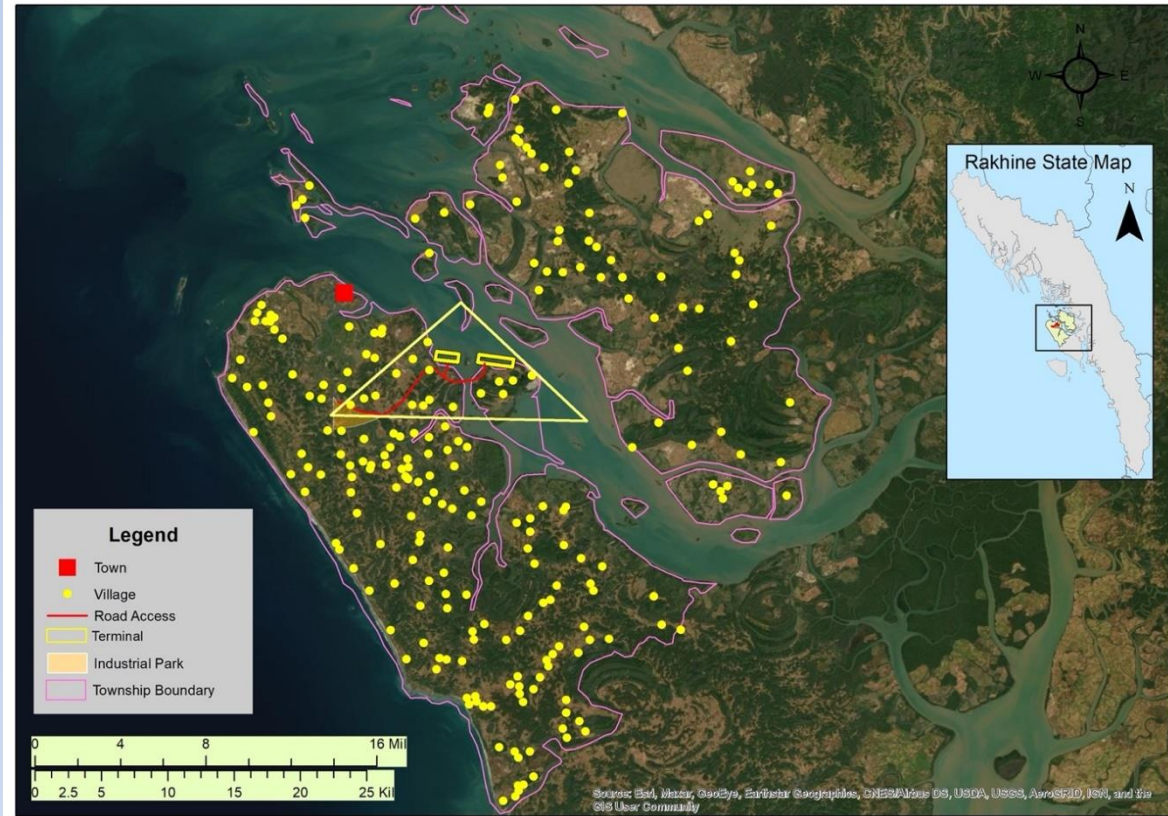 N
W E
S
Rakhine State Map
N
Legend
Town
Village
Road Access
Terminal
Industrial Park
Township Boundary
0 4 8 16 Mil
0 2.5 5 10 15 20 25 Kil
Source: Esri, Maxar, GeoEye, Earthstar Geographics, CNES/Airbus DS, USDA, USGS, AeroGRID, IGN, and the
GIS User Community